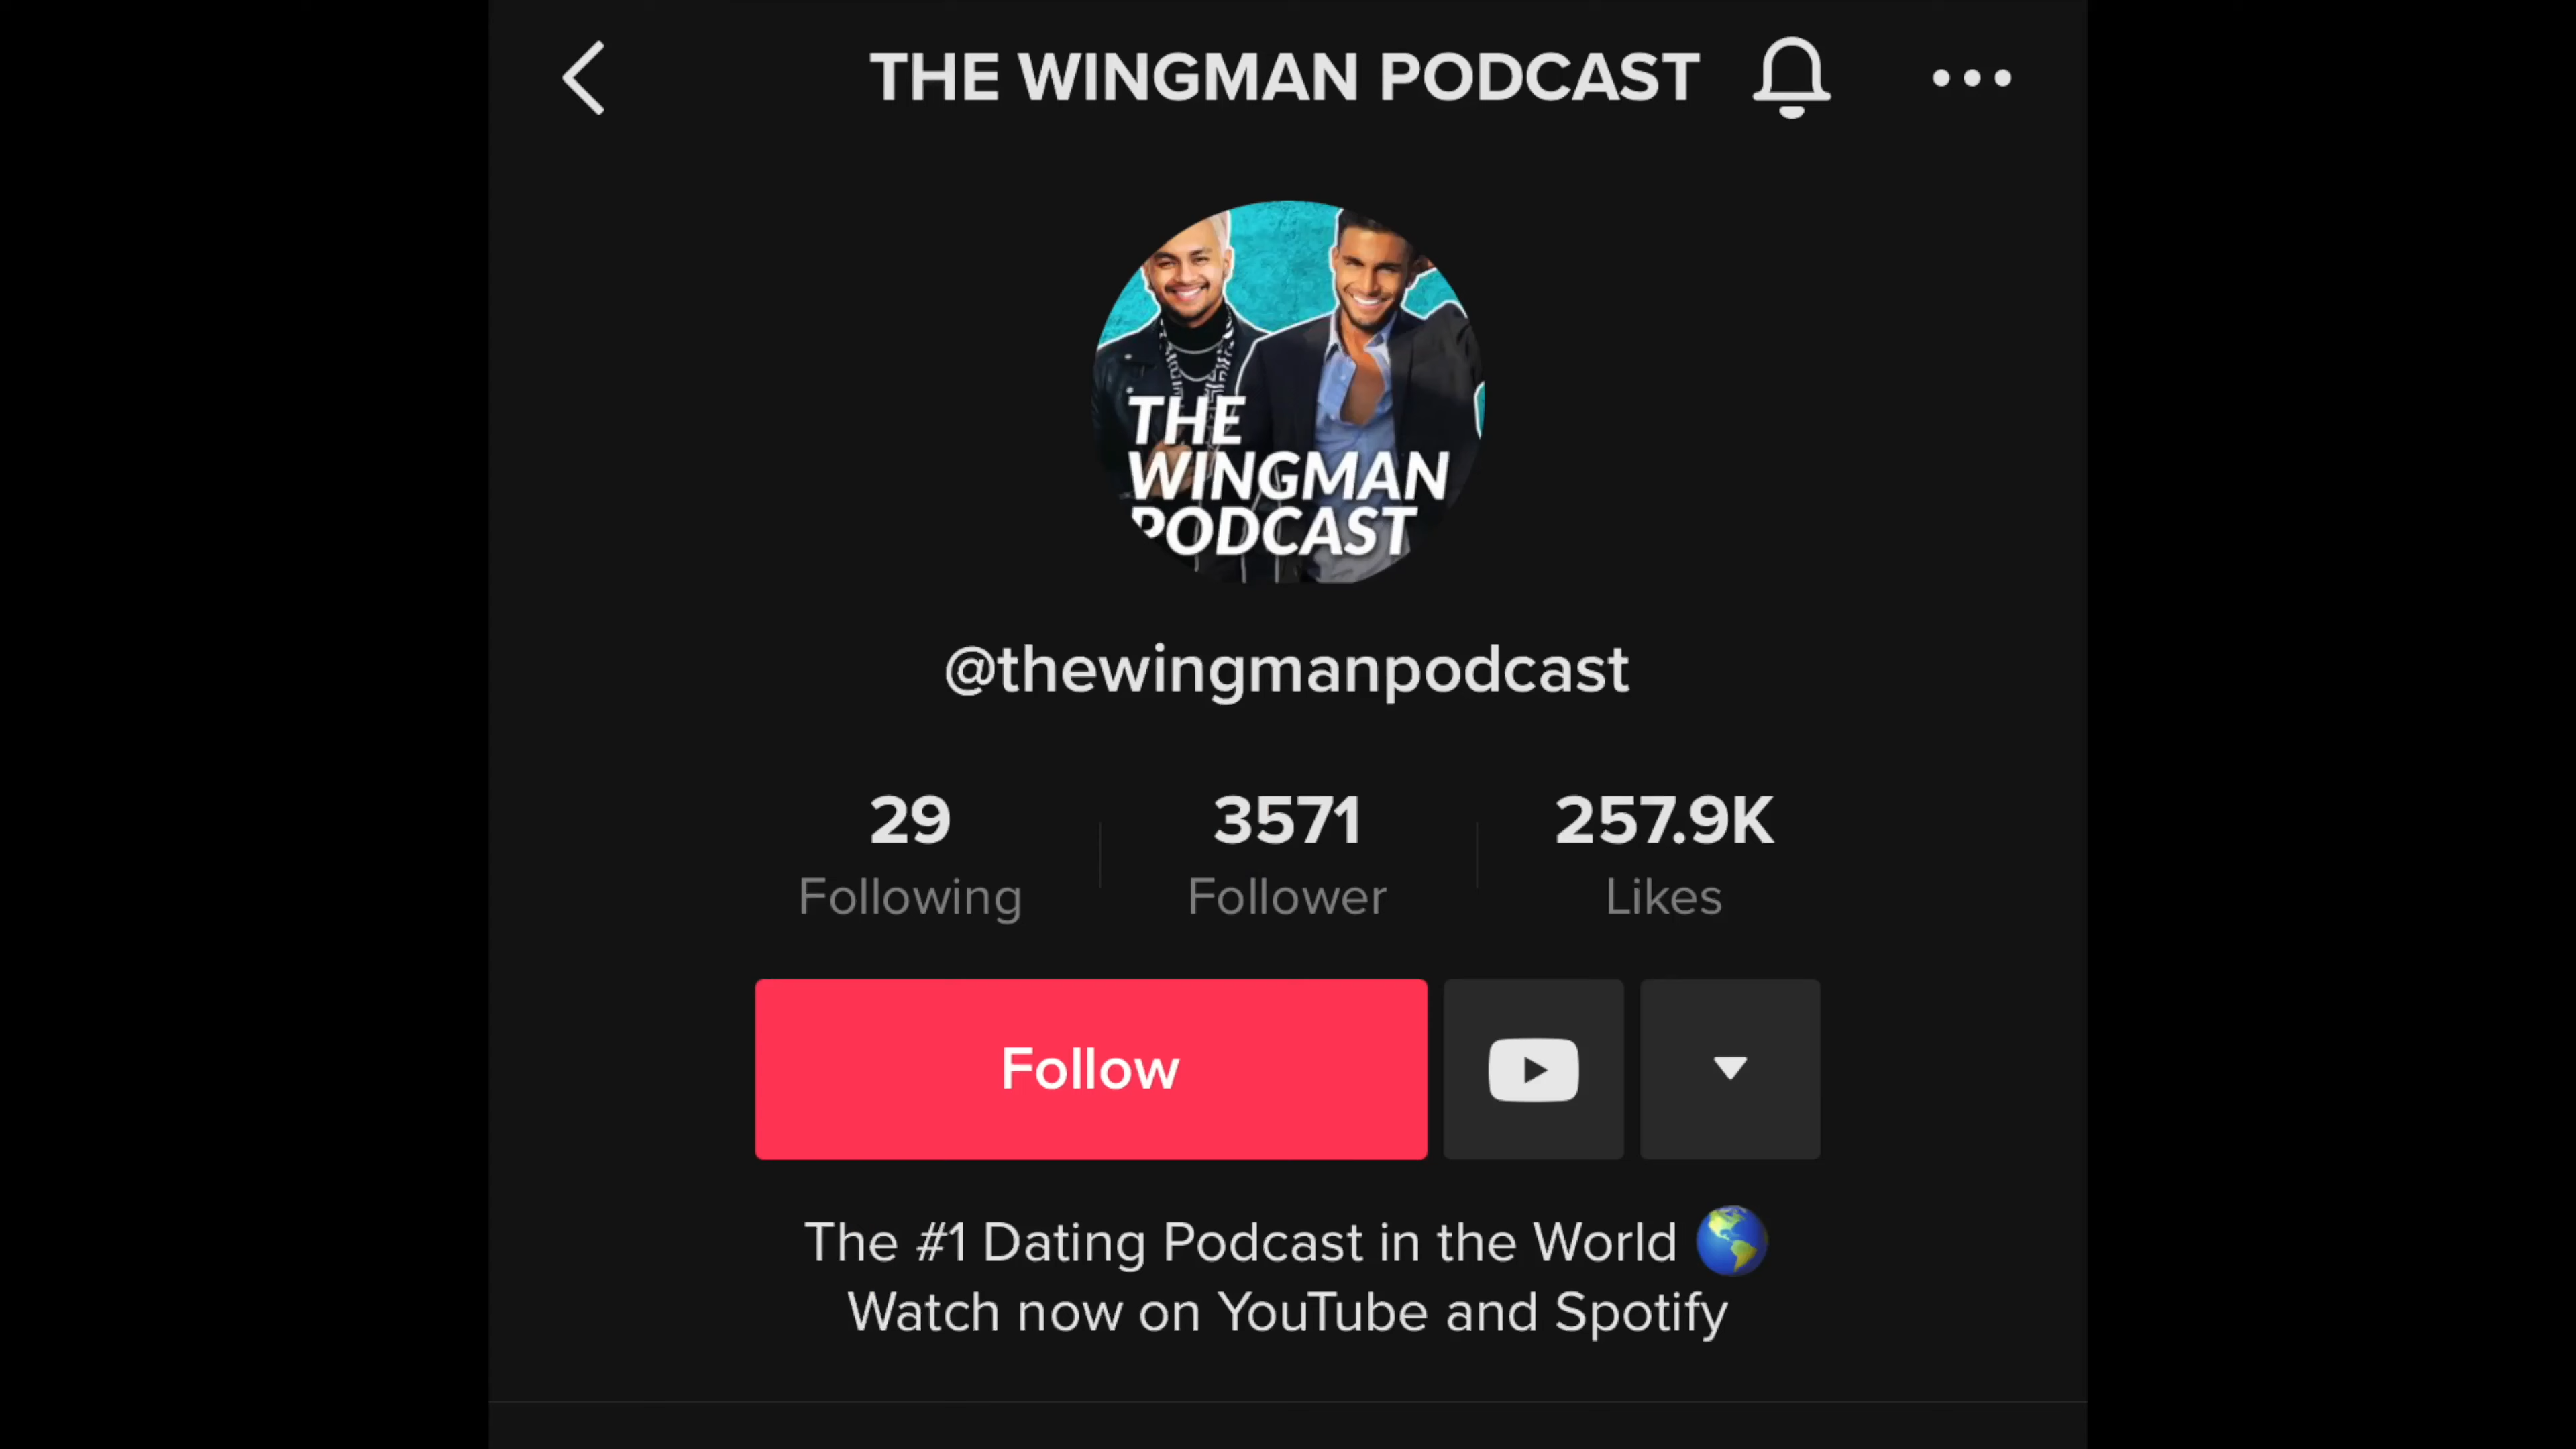 THE WINGMAN PODCAST
THE
WINGMAN
PODCAST
@thewingmanpodcast
29
Following
3571
Follower
257.9K
Likes
Follow
The #1 Dating Podcast in the World 🌎
Watch now on YouTube and Spotify